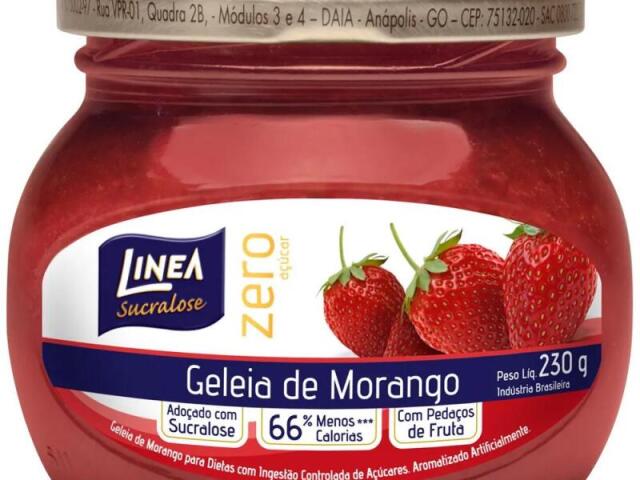 Rua VPR-01, Quadra 2B, - Módulos 3 e 4 – DAIA - Anápolis - GO – CEP: 75132-020 - SAC 0800
LINEA
Sucralose
zero
açúcar
Geleia de Morango
Peso Líq. 230 g
Indústria Brasileira
Adoçado com
Sucralose
66% Menos***
Calorias
Com Pedaços
de Fruta
Geleia de Morango para Dietas com Ingestão Controlada de Açúcares. Aromatizado Artificialmente.